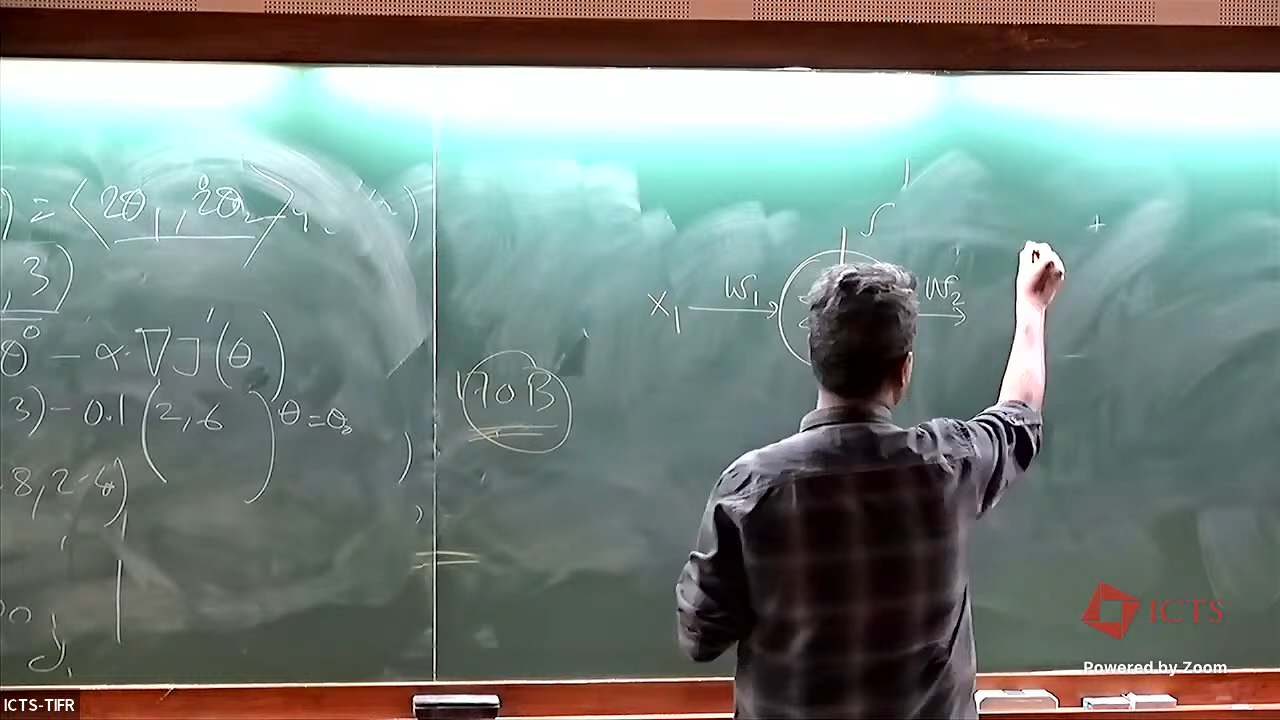 ) = ⟨2θ₁, 2θ₂⟩
, 3)
θ⁰ - α·∇J(θ)
3) - 0.1 (2, 6) θ=θ₀
8, 2.4)
170B
X₁ W₁ W₂
+
ICTS
Powered by Zoom
ICTS-TIFR